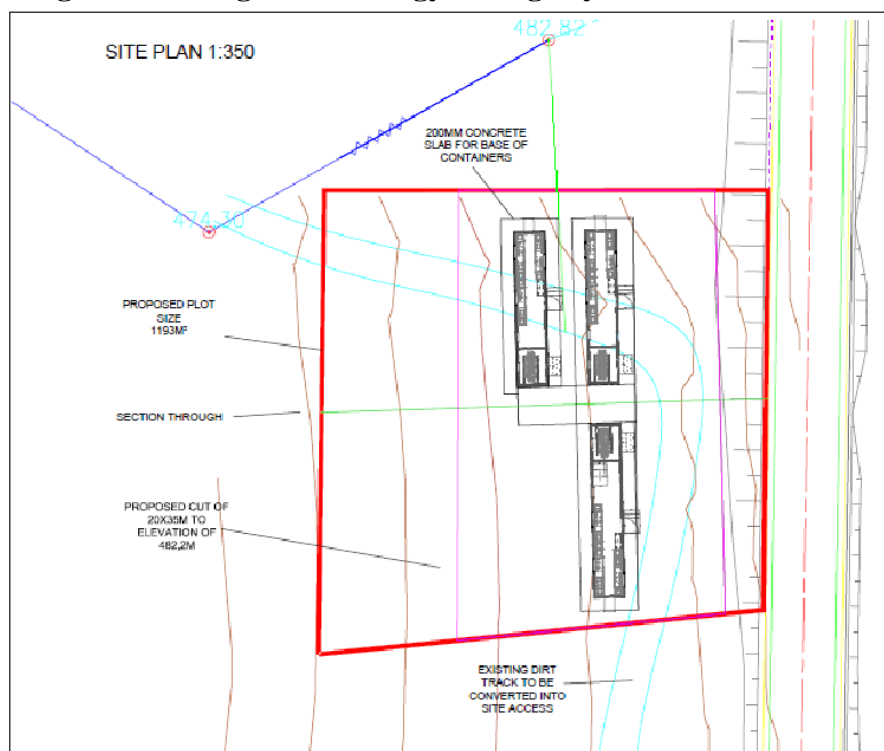 SITE PLAN 1:350
482.82
200MM CONCRETE
SLAB FOR BASE OF
CONTAINERS
474.30
PROPOSED PLOT
SIZE
1193M²
SECTION THROUGH
PROPOSED CUT OF
20X35M TO
ELEVATION OF
482,2M
EXISTING DIRT
TRACK TO BE
CONVERTED INTO
SITE ACCESS